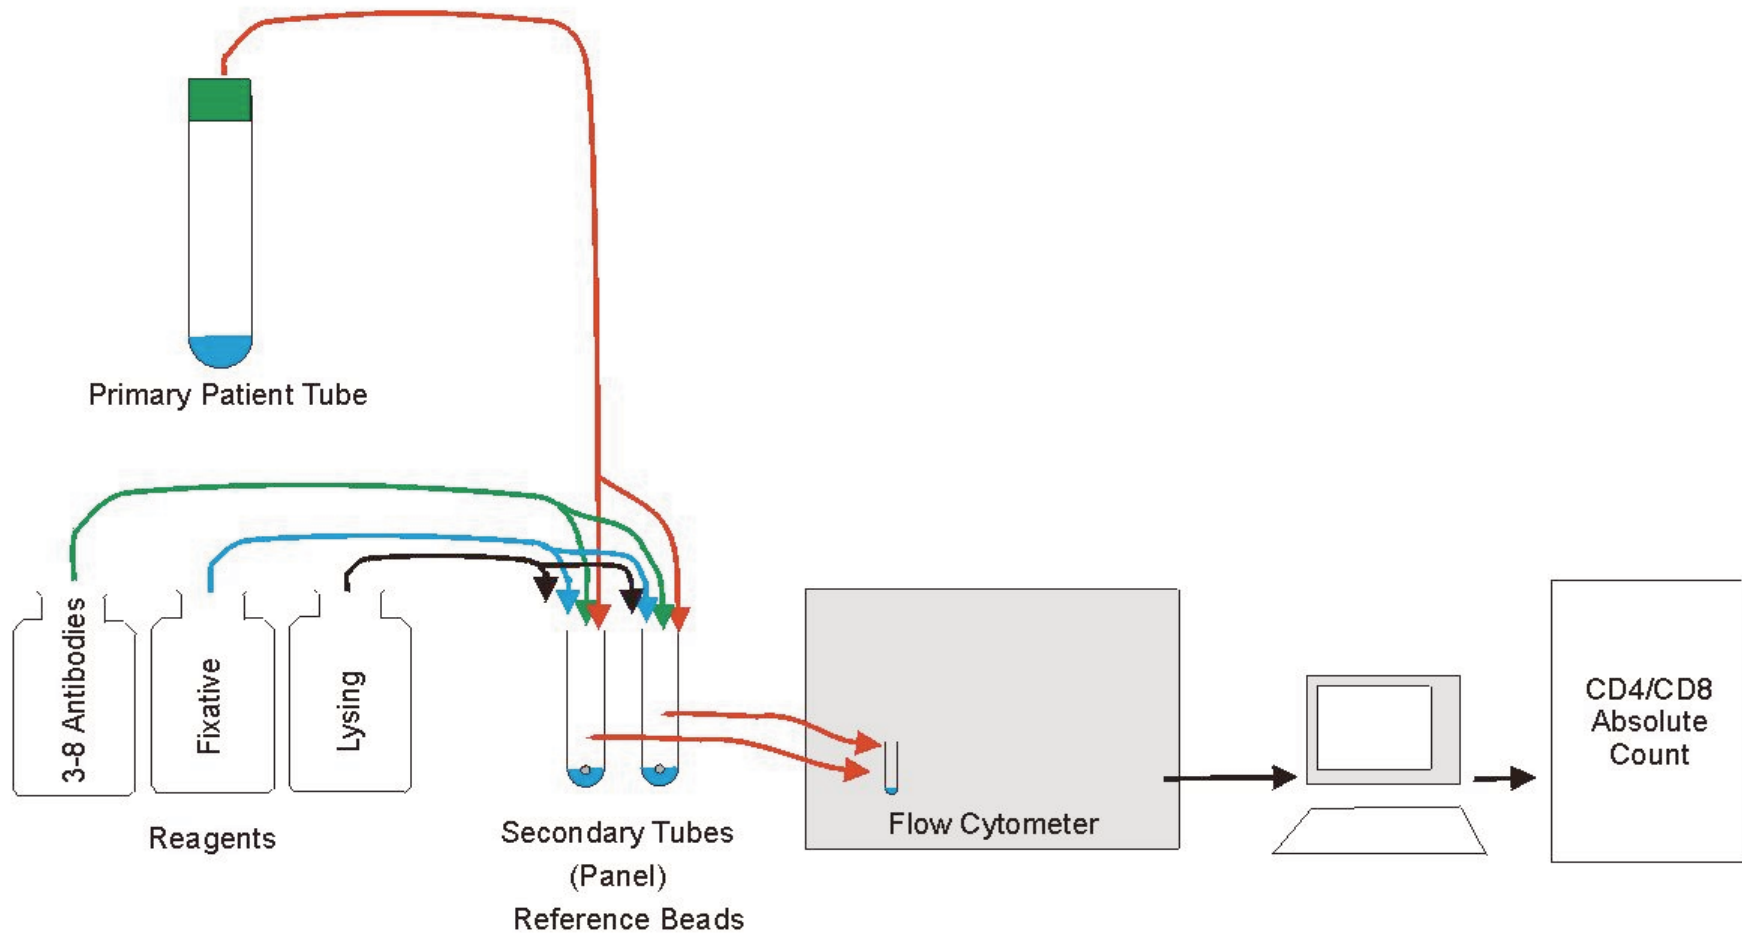 Primary Patient Tube
3-8 Antibodies
Fixative
Lysing
Reagents
Secondary Tubes
(Panel)
Reference Beads
Flow Cytometer
CD4/CD8
Absolute
Count